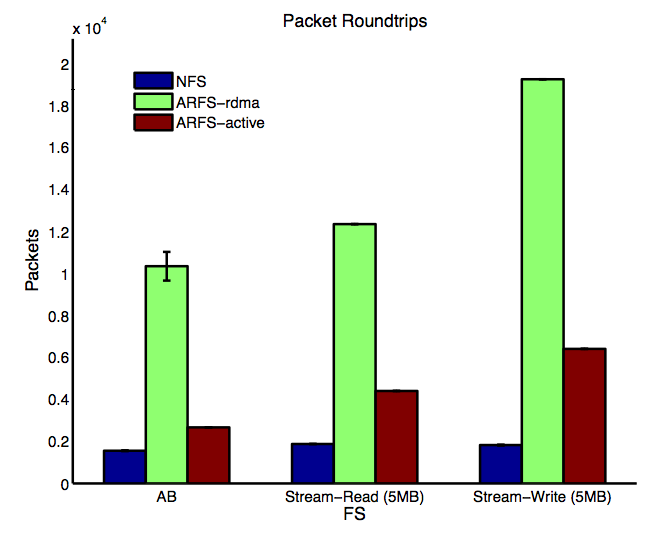 Packet Roundtrips
x 10^4
2
1.8
1.6
1.4
1.2
1
0.8
0.6
0.4
0.2
0
Packets
NFS
ARFS-rdma
ARFS-active
AB
Stream-Read (5MB)
Stream-Write (5MB)
FS